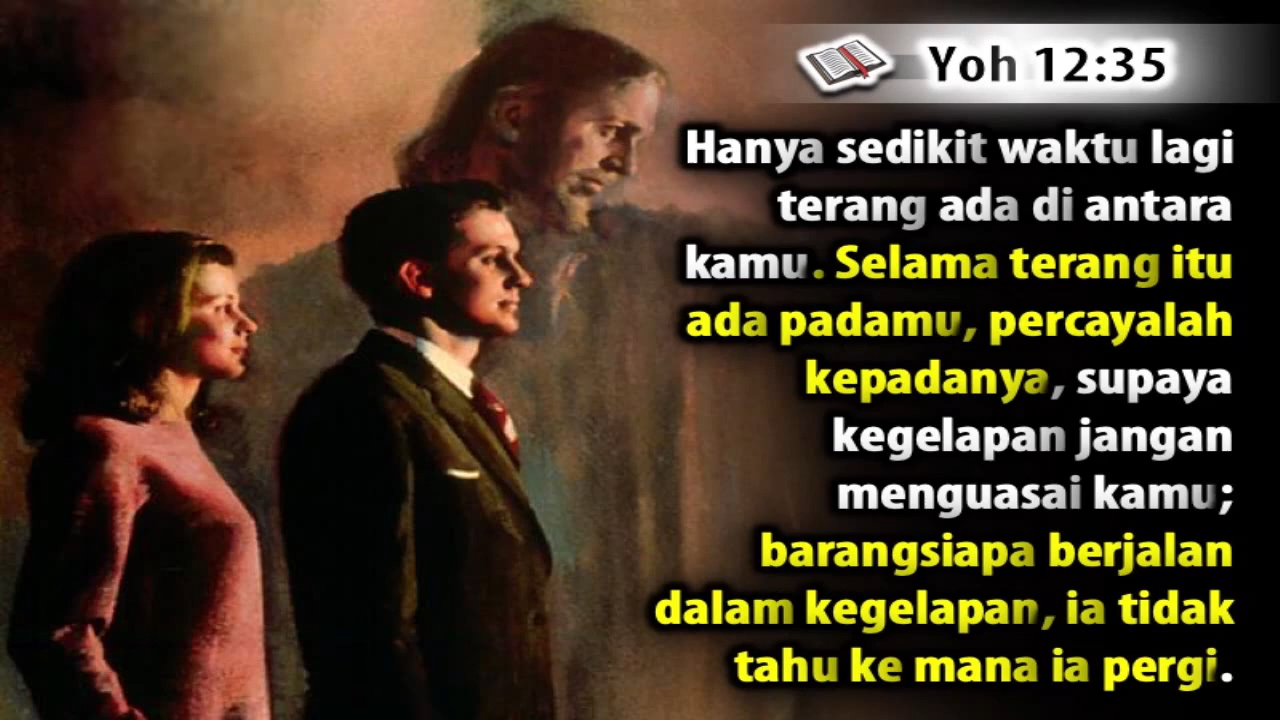 Yoh 12:35
Hanya sedikit waktu lagi
terang ada di antara
kamu. Selama terang itu
ada padamu, percayalah
kepadanya, supaya
kegelapan jangan
menguasai kamu;
barangsiapa berjalan
dalam kegelapan, ia tidak
tahu ke mana ia pergi.